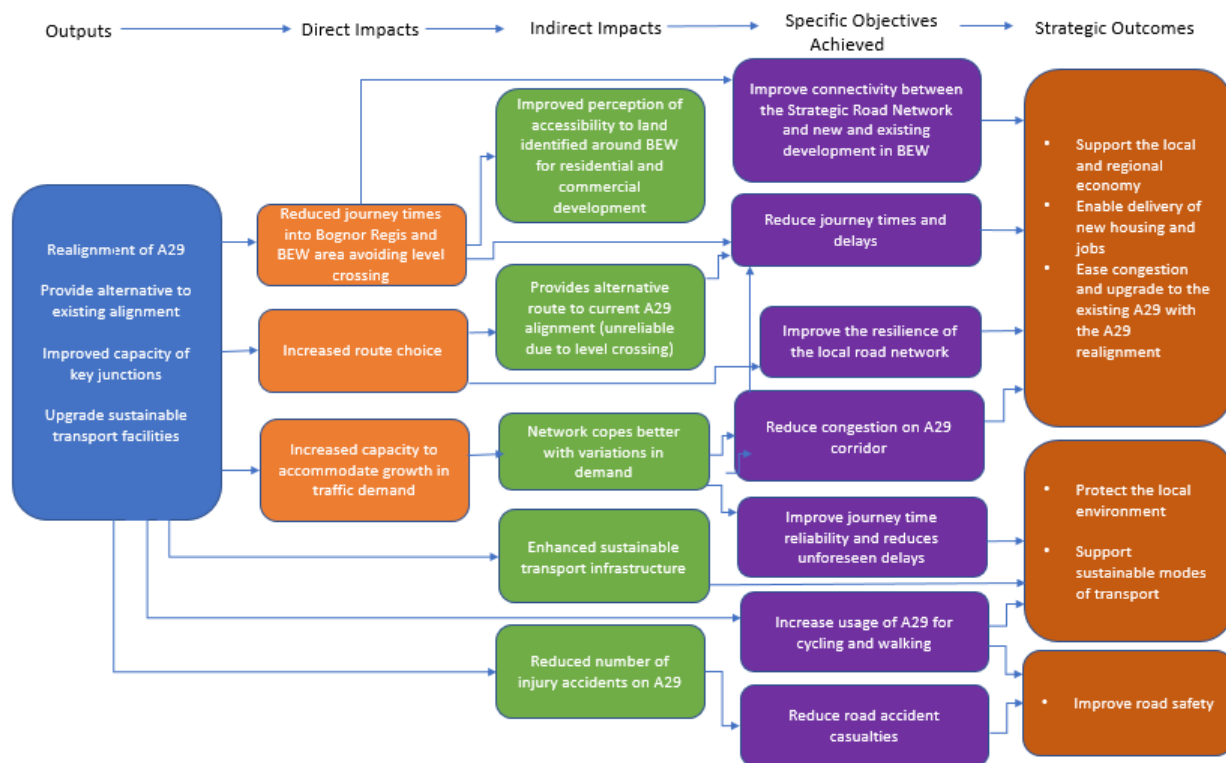 Outputs
Direct Impacts
Indirect Impacts
Specific Objectives
Achieved
Strategic Outcomes
Realignment of A29
Provide alternative to
existing alignment
Improved capacity of
key junctions
Upgrade sustainable
transport facilities
Reduced journey times
into Bognor Regis and
BEW area avoiding level
crossing
Increased route choice
Increased capacity to
accommodate growth in
traffic demand
Improved perception of
accessibility to land
identified around BEW
for residential and
commercial
development
Provides alternative
route to current A29
alignment (unreliable
due to level crossing)
Network copes better
with variations in
demand
Enhanced sustainable
transport infrastructure
Reduced number of
injury accidents on A29
Improve connectivity between
the Strategic Road Network
and new and existing
development in BEW
Reduce journey times and
delays
Improve the resilience of
the local road network
Reduce congestion on A29
corridor
Improve journey time
reliability and reduces
unforeseen delays
Increase usage of A29 for
cycling and walking
Reduce road accident
casualties
• Support the local
and regional
economy
• Enable delivery of
new housing and
jobs
• Ease congestion
and upgrade to the
existing A29 with
the A29
realignment
• Protect the local
environment
• Support
sustainable modes
of transport
• Improve road safety